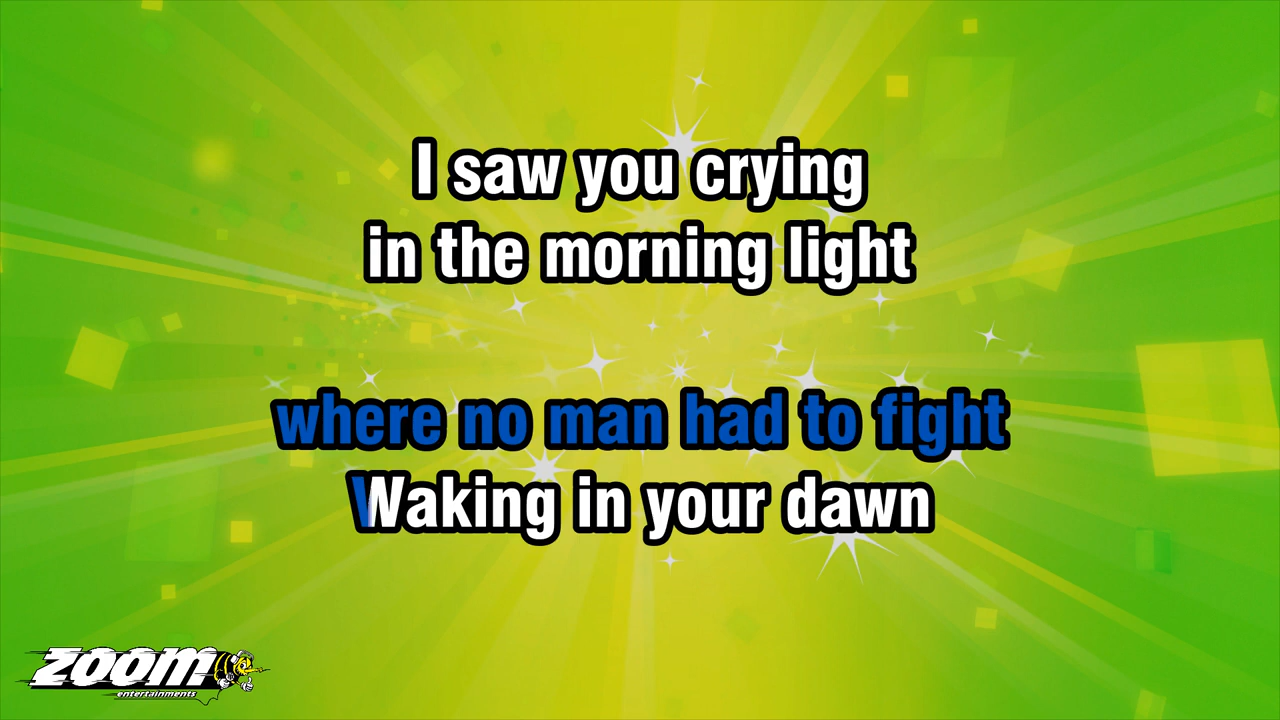 I saw you crying
in the morning light
where no man had to fight
Waking in your dawn
zoom
entertainments